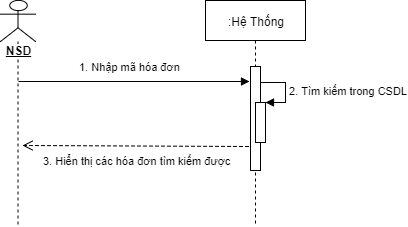 :Hệ Thống
NSD
1. Nhập mã hóa đơn
2. Tìm kiếm trong CSDL
3. Hiển thị các hóa đơn tìm kiếm được